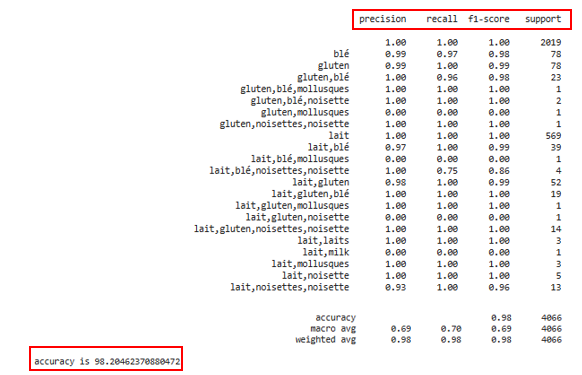 precision recall f1-score support
1.00 1.00 1.00 2019
blé 0.99 0.97 0.98 78
gluten 0.99 1.00 0.99 78
gluten,blé 1.00 0.96 0.98 23
gluten,blé,mollusques 1.00 1.00 1.00 1
gluten,blé,noisette 1.00 1.00 1.00 2
gluten,mollusques 0.00 0.00 0.00 1
gluten,noisettes,noisette 1.00 1.00 1.00 1
lait 1.00 1.00 1.00 569
lait,blé 0.97 1.00 0.99 39
lait,blé,mollusques 0.00 0.00 0.00 1
lait,blé,noisettes,noisette 1.00 0.75 0.86 4
lait,gluten 0.98 1.00 0.99 52
lait,gluten,blé 1.00 1.00 1.00 19
lait,gluten,mollusques 1.00 1.00 1.00 1
lait,gluten,noisette 0.00 0.00 0.00 1
lait,gluten,noisettes,noisette 1.00 1.00 1.00 14
lait,laits 1.00 1.00 1.00 3
lait,milk 0.00 0.00 0.00 1
lait,mollusques 1.00 1.00 1.00 3
lait,noisette 1.00 1.00 1.00 5
lait,noisettes,noisette 0.93 1.00 0.96 13
accuracy 0.98 4066
macro avg 0.69 0.70 0.69 4066
weighted avg 0.98 0.98 0.98 4066
accuracy is 98.20462370880472